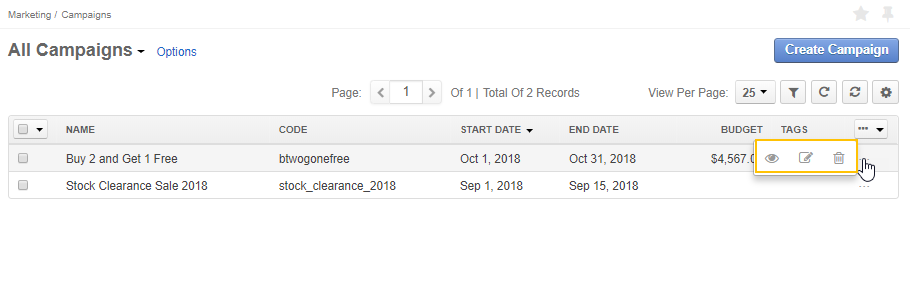 Marketing / Campaigns
All Campaigns Options Create Campaign
Page: 1 Of 1 | Total Of 2 Records View Per Page: 25
NAME CODE START DATE END DATE BUDGET TAGS
Buy 2 and Get 1 Free btwogonefree Oct 1, 2018 Oct 31, 2018 $4,567.0
Stock Clearance Sale 2018 stock_clearance_2018 Sep 1, 2018 Sep 15, 2018 ...